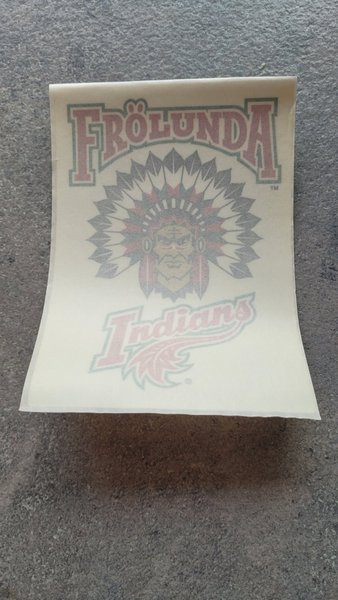 FRÖLUNDA
TM
Indians
®